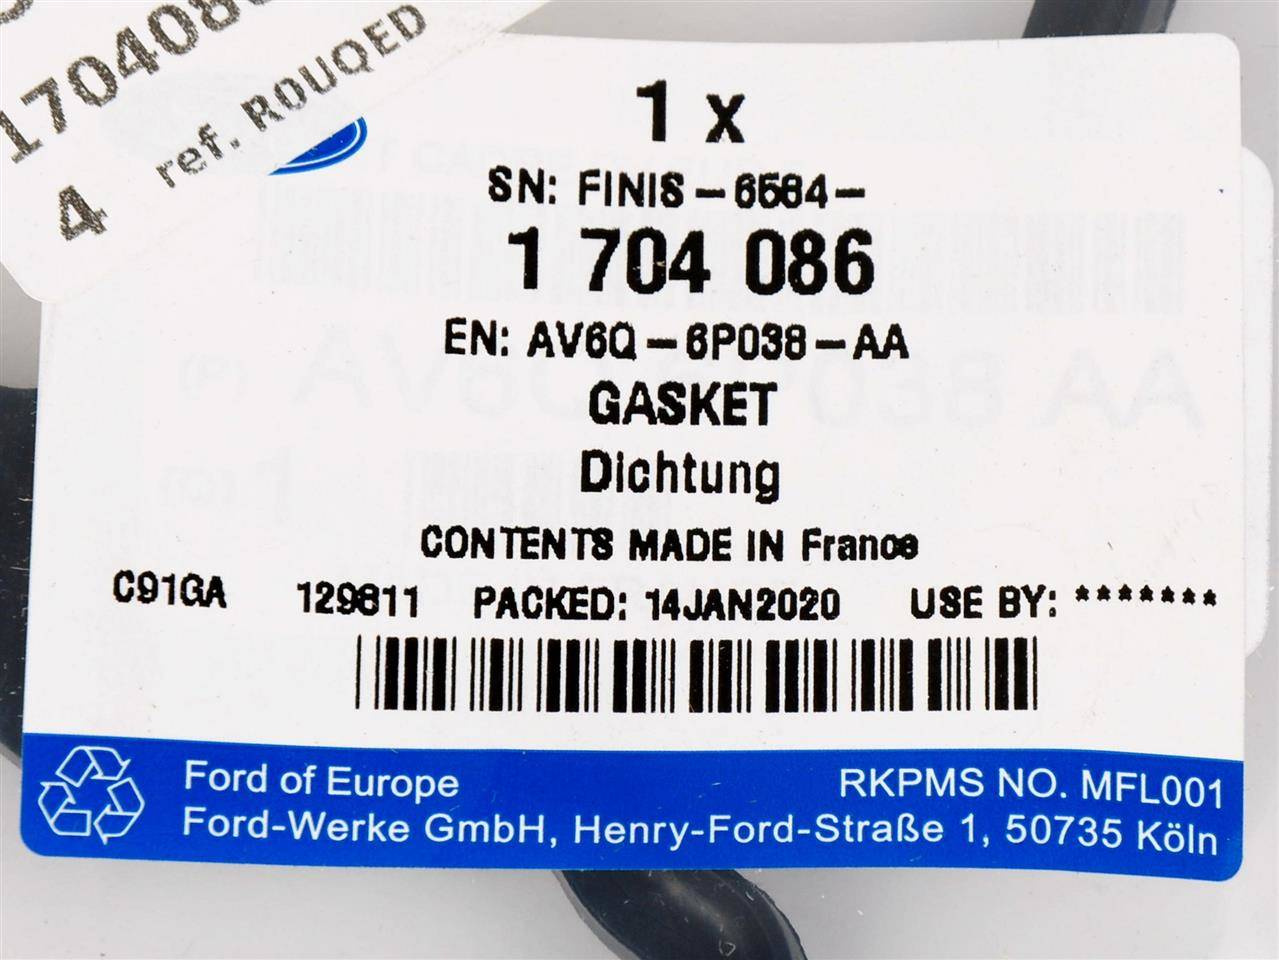 170408
ref. ROUQED
4
1 x
SN: FINIS-6584-
1 704 086
EN: AV6Q-6P038-AA
GASKET
Dichtung
CONTENTS MADE IN France
C91GA 129811 PACKED: 14JAN2020 USE BY: *******
Ford of Europe RKPMS NO. MFL001
Ford-Werke GmbH, Henry-Ford-Straße 1, 50735 Köln